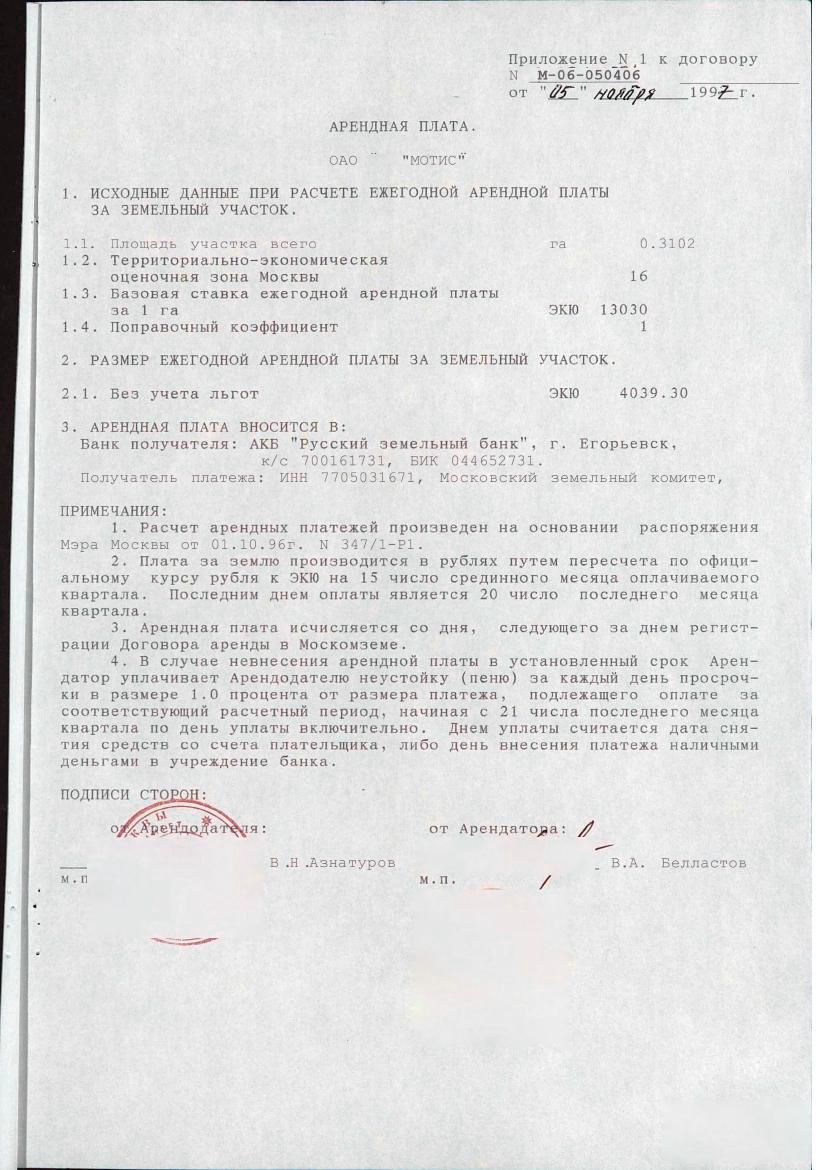 Приложение N 1 к договору
N М-06-050406
от "05" ноября 1997 г.
АРЕНДНАЯ ПЛАТА.
ОАО "МОТИС"
1. ИСХОДНЫЕ ДАННЫЕ ПРИ РАСЧЕТЕ ЕЖЕГОДНОЙ АРЕНДНОЙ ПЛАТЫ
ЗА ЗЕМЕЛЬНЫЙ УЧАСТОК.
1.1. Площадь участка всего га 0.3102
1.2. Территориально-экономическая
оценочная зона Москвы 16
1.3. Базовая ставка ежегодной арендной платы
за 1 га ЭКЮ 13030
1.4. Поправочный коэффициент 1
2. РАЗМЕР ЕЖЕГОДНОЙ АРЕНДНОЙ ПЛАТЫ ЗА ЗЕМЕЛЬНЫЙ УЧАСТОК.
2.1. Без учета льгот ЭКЮ 4039.30
3. АРЕНДНАЯ ПЛАТА ВНОСИТСЯ В:
Банк получателя: АКБ "Русский земельный банк", г. Егорьевск,
к/с 700161731, БИК 044652731.
Получатель платежа: ИНН 7705031671, Московский земельный комитет,
ПРИМЕЧАНИЯ:
1. Расчет арендных платежей произведен на основании распоряжения
Мэра Москвы от 01.10.96г. N 347/1-Р1.
2. Плата за землю производится в рублях путем пересчета по офици-
альному курсу рубля к ЭКЮ на 15 число срединного месяца оплачиваемого
квартала. Последним днем оплаты является 20 число последнего месяца
квартала.
3. Арендная плата исчисляется со дня, следующего за днем регист-
рации Договора аренды в Москомземе.
4. В случае невнесения арендной платы в установленный срок Арен-
датор уплачивает Арендодателю неустойку (пеню) за каждый день просроч-
ки в размере 1.0 процента от размера платежа, подлежащего оплате за
соответствующий расчетный период, начиная с 21 числа последнего месяца
квартала по день уплаты включительно. Днем уплаты считается дата сня-
тия средств со счета плательщика, либо день внесения платежа наличными
деньгами в учреждение банка.
ПОДПИСИ СТОРОН:
от Арендодателя: от Арендатора:
В.Н.Азнатуров В.А. Белластов
м.п м.п.